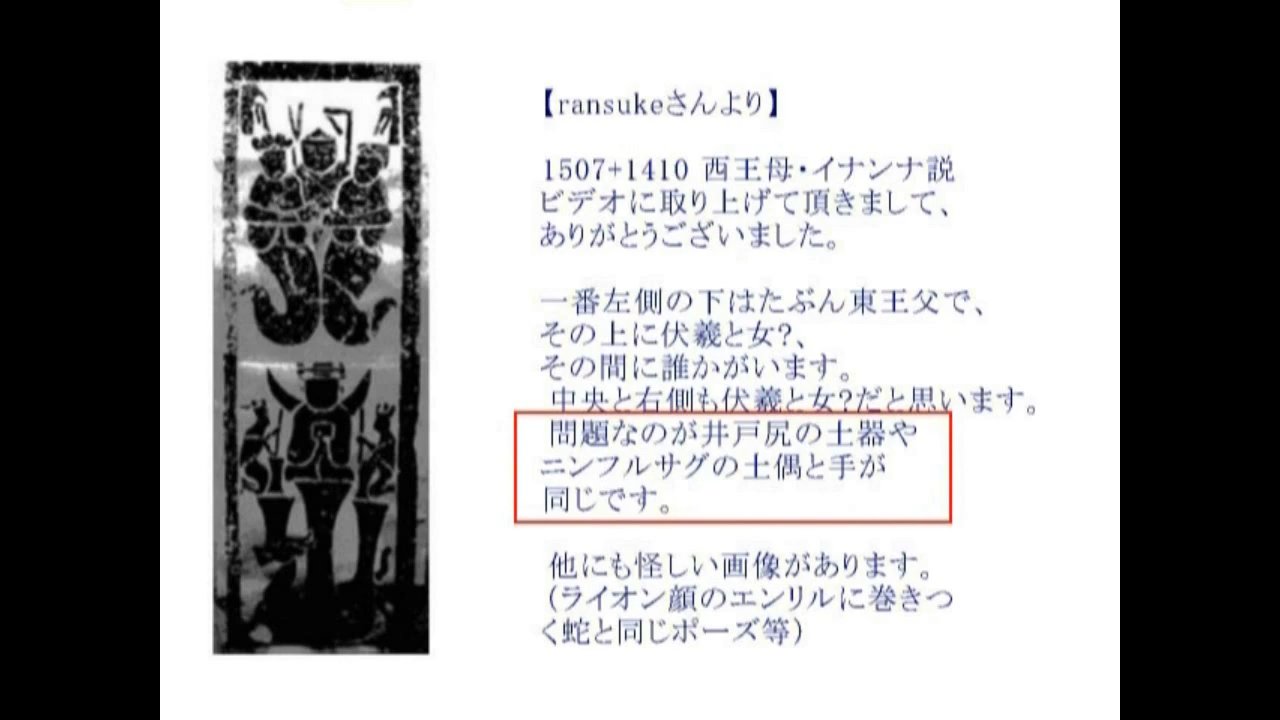 【ransukeさんより】
1507+1410 西王母・イナンナ説
ビデオに取り上げて頂きまして、
ありがとうございました。
一番左側の下はたぶん東王父で、
その上に伏羲と女?、
その間に誰かがいます。
中央と右側も伏羲と女?だと思います。
問題なのが井戸尻の土器や
ニンフルサグの土偶と手が
同じです。
他にも怪しい画像があります。
(ライオン顔のエンリルに巻きつ
く蛇と同じポーズ等)